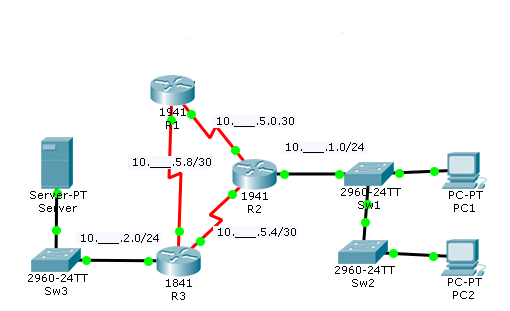 1941
R1
10.___.5.0.30
10.___.1.0/24
10.___.5.8/30
Server-PT
Server
1941
R2
2960-24TT
Sw1
PC-PT
PC1
10.___.5.4/30
10.___.2.0/24
2960-24TT
Sw3
1841
R3
2960-24TT
Sw2
PC-PT
PC2